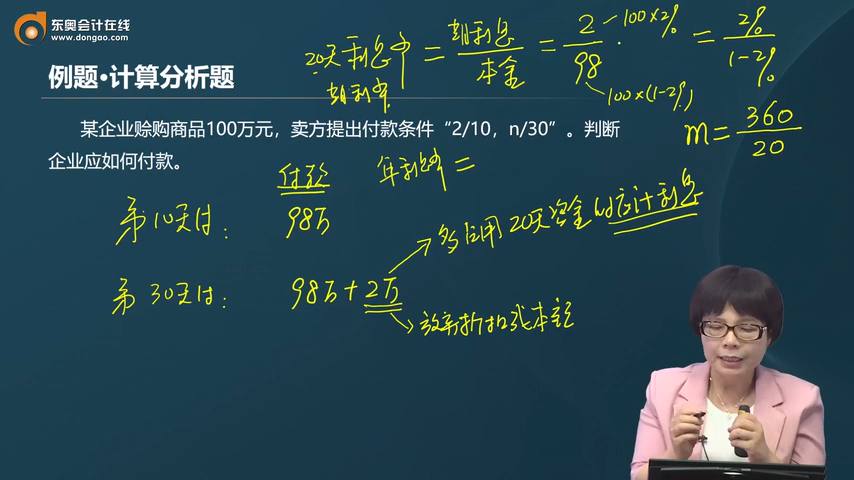 东奥会计在线
www.dongao.com
20天利息率 = 期利息/本金 = 2/98 = 2%/1-2%
100×2%
期利率
100×(1-2%)
例题·计算分析题
某企业赊购商品100万元，卖方提出付款条件“2/10，n/30”。判断
企业应如何付款。
m = 360/20
付款
年利息率 =
第10天付： 98万
多占用20天资金的应计利息
第30天付： 98万+2万
放弃折扣成本额